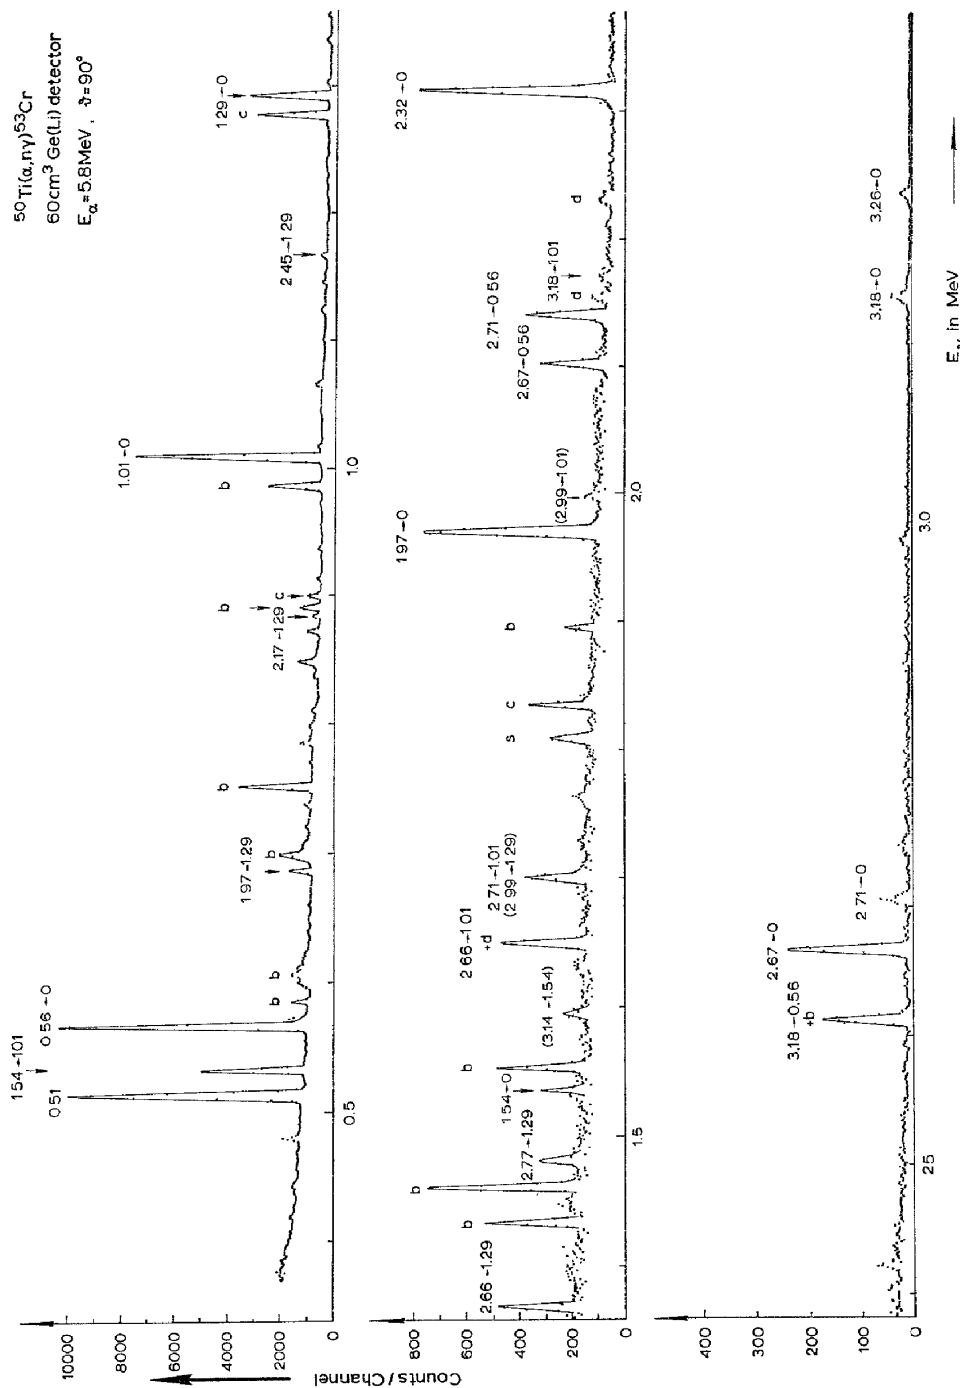 ⁵⁰Ti(α,nγ)⁵³Cr
60cm³ Ge(Li) detector
Eα=5.8MeV, ϑ=90°
Counts/Channel
10000
8000
6000
4000
2000
0
0.51
1.54→1.01
0.56→0
b
b
1.97→1.29
b
b
2.17→1.29
b
c
b
1.01→0
2.45→1.29
c
1.29→0
0.5
1.0
800
600
400
200
0
2.66→1.29
b
b
2.77→1.29
1.54→0
b
(3.14→1.54)
2.66→1.01
+d
2.71→1.01
(2.99→1.29)
s
c
b
1.97→0
(2.99→1.01)
2.67→0.56
2.71→0.56
d
3.18→1.01
d
2.32→0
1.5
2.0
400
300
200
100
0
3.18→0.56
+b
2.67→0
2.71→0
3.18→0
3.26→0
2.5
3.0
Eγ in MeV